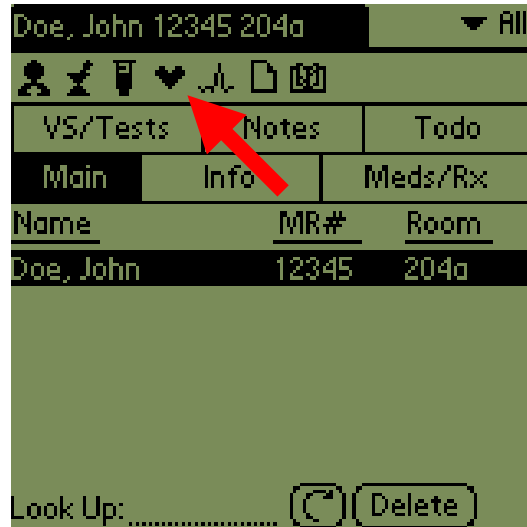 Doe, John 12345 204a All
VS/Tests Notes Todo
Main Info Meds/Rx
Name MR# Room
Doe, John 12345 204a
Look Up: Delete